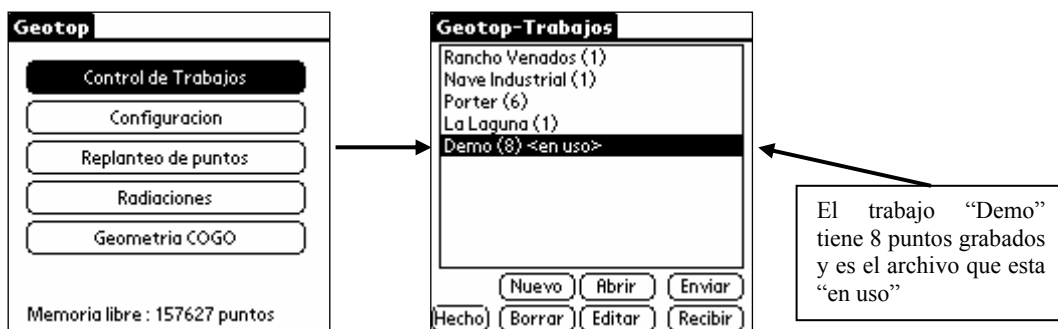 Geotop
Control de Trabajos
Configuracion
Replanteo de puntos
Radiaciones
Geometria COGO
Memoria libre : 157627 puntos
Geotop-Trabajos
Rancho Venados (1)
Nave Industrial (1)
Porter (6)
La Laguna (1)
Demo (8) <en uso>
Nuevo Abrir Enviar
Hecho Borrar Editar Recibir
El trabajo “Demo”
tiene 8 puntos grabados
y es el archivo que esta
“en uso”